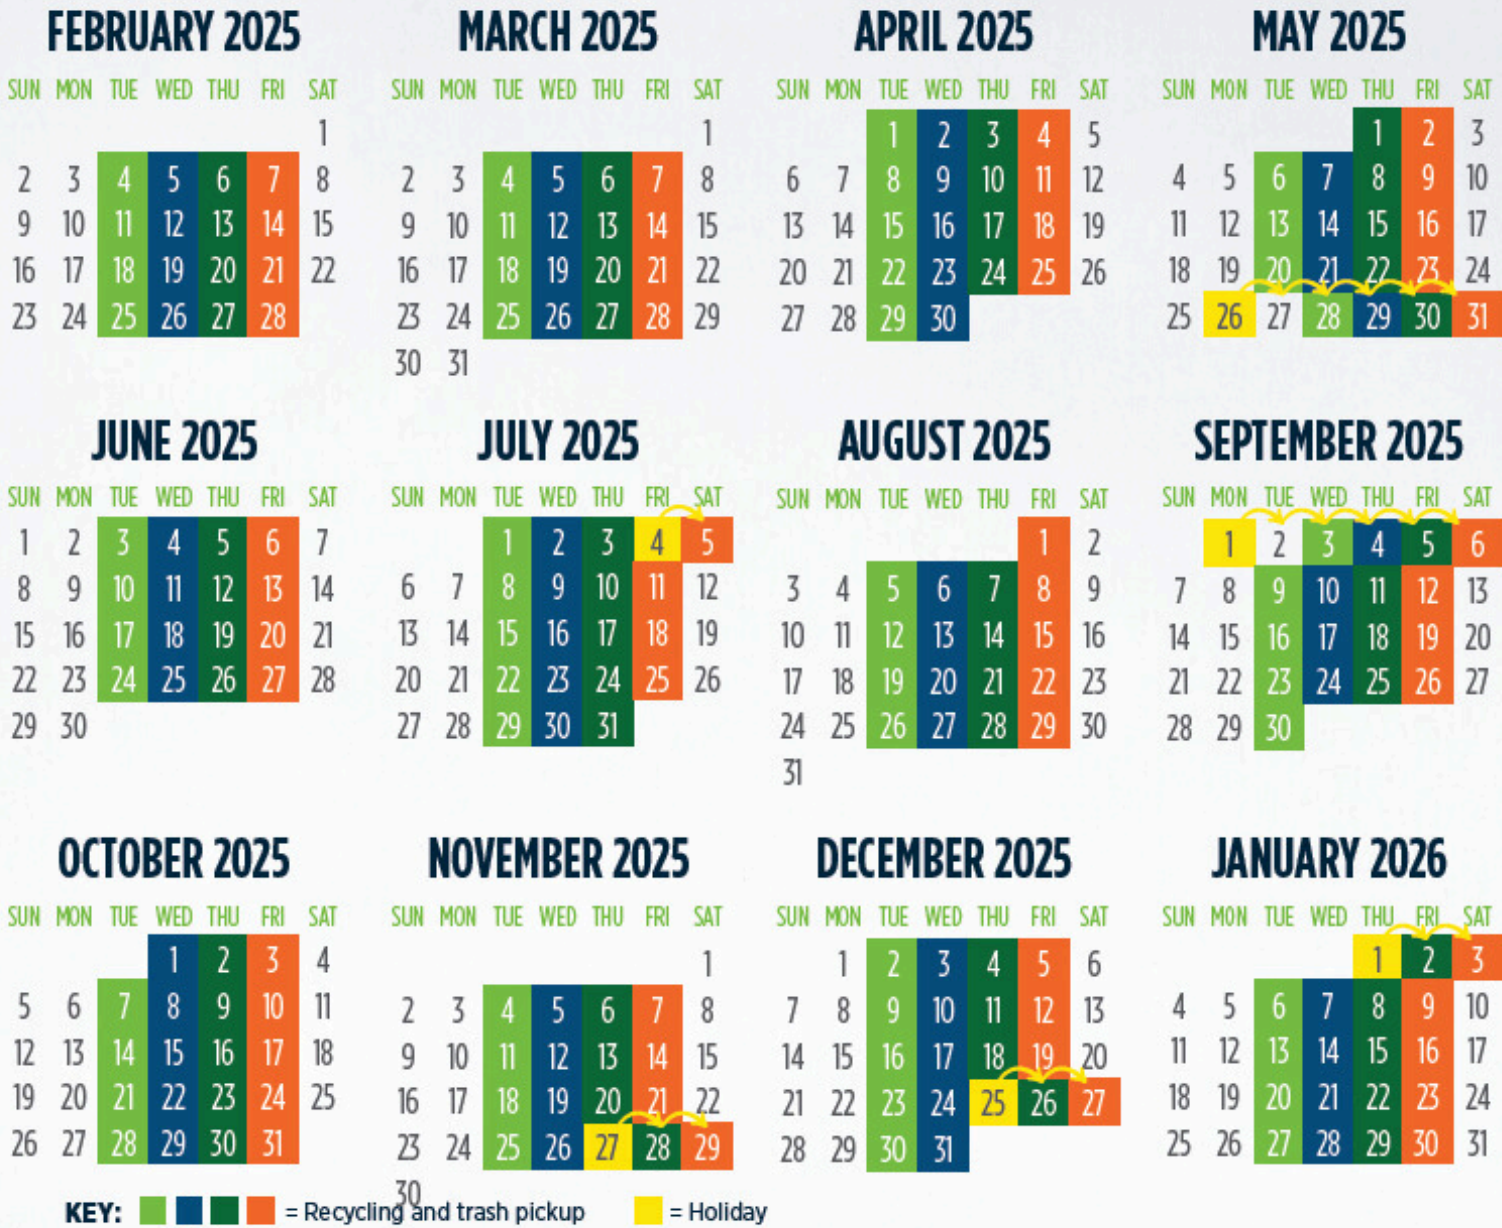 FEBRUARY 2025 MARCH 2025 APRIL 2025 MAY 2025
SUN MON TUE WED THU FRI SAT SUN MON TUE WED THU FRI SAT SUN MON TUE WED THU FRI SAT SUN MON TUE WED THU FRI SAT
1 1 1 2 3 4 5 1 2 3
2 3 4 5 6 7 8 2 3 4 5 6 7 8 6 7 8 9 10 11 12 4 5 6 7 8 9 10
9 10 11 12 13 14 15 9 10 11 12 13 14 15 13 14 15 16 17 18 19 11 12 13 14 15 16 17
16 17 18 19 20 21 22 16 17 18 19 20 21 22 20 21 22 23 24 25 26 18 19 20 21 22 23 24
23 24 25 26 27 28 23 24 25 26 27 28 29 27 28 29 30 25 26 27 28 29 30 31
30 31
JUNE 2025 JULY 2025 AUGUST 2025 SEPTEMBER 2025
SUN MON TUE WED THU FRI SAT SUN MON TUE WED THU FRI SAT SUN MON TUE WED THU FRI SAT SUN MON TUE WED THU FRI SAT
1 2 3 4 5 6 7 1 2 3 4 5 1 2 1 2 3 4 5 6
8 9 10 11 12 13 14 6 7 8 9 10 11 12 3 4 5 6 7 8 9 7 8 9 10 11 12 13
15 16 17 18 19 20 21 13 14 15 16 17 18 19 10 11 12 13 14 15 16 14 15 16 17 18 19 20
22 23 24 25 26 27 28 20 21 22 23 24 25 26 17 18 19 20 21 22 23 21 22 23 24 25 26 27
29 30 27 28 29 30 31 24 25 26 27 28 29 30 28 29 30
31
OCTOBER 2025 NOVEMBER 2025 DECEMBER 2025 JANUARY 2026
SUN MON TUE WED THU FRI SAT SUN MON TUE WED THU FRI SAT SUN MON TUE WED THU FRI SAT SUN MON TUE WED THU FRI SAT
1 2 3 4 1 1 2 3 4 5 6 1 2 3
5 6 7 8 9 10 11 2 3 4 5 6 7 8 7 8 9 10 11 12 13 4 5 6 7 8 9 10
12 13 14 15 16 17 18 9 10 11 12 13 14 15 14 15 16 17 18 19 20 11 12 13 14 15 16 17
19 20 21 22 23 24 25 16 17 18 19 20 21 22 21 22 23 24 25 26 27 18 19 20 21 22 23 24
26 27 28 29 30 31 23 24 25 26 27 28 29 28 29 30 31 25 26 27 28 29 30 31
30
KEY: = Recycling and trash pickup = Holiday